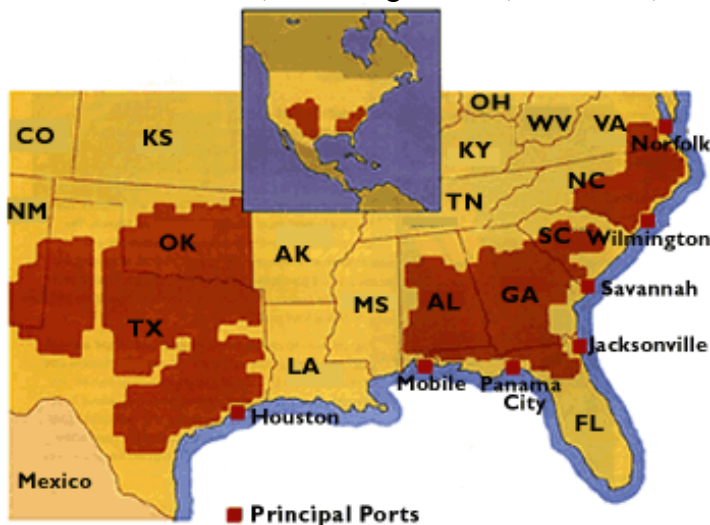 OH
WV
VA
CO
KS
KY
Norfolk
NC
TN
NM
OK
AK
SC
Wilmington
MS
AL
GA
Savannah
TX
LA
Jacksonville
Mobile
Panama
City
Houston
FL
Mexico
Principal Ports